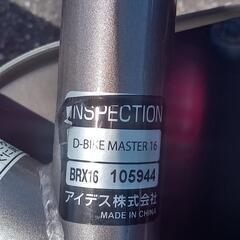 INSPECTION
D-BIKE MASTER 16
BRX16 105944
アイデス株式会社
MADE IN CHINA